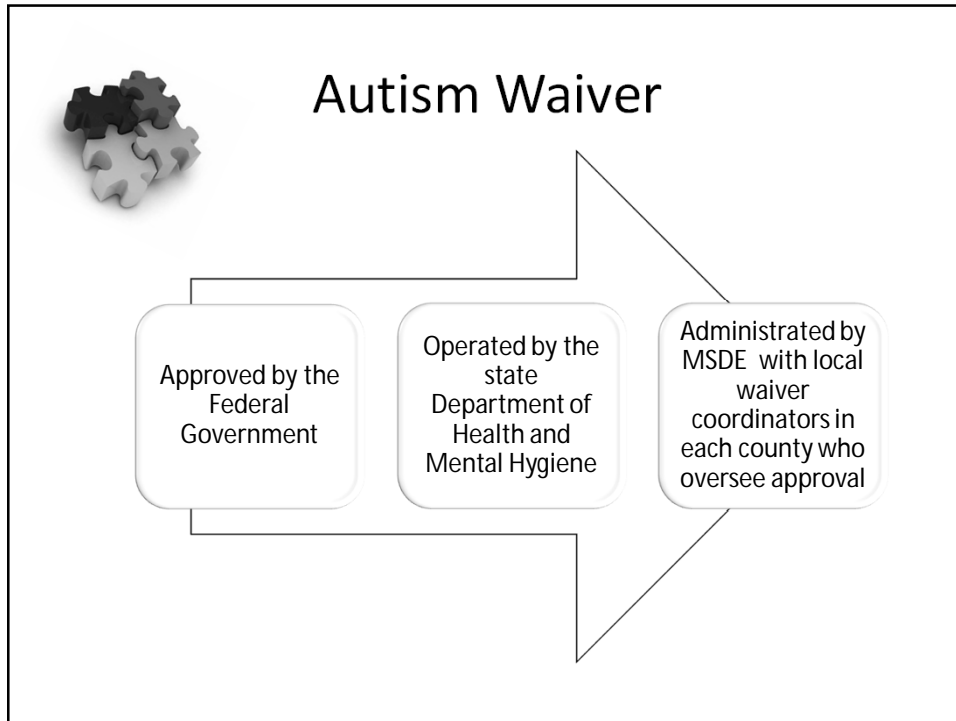 Autism Waiver
Approved by the
Federal
Government
Operated by the
state
Department of
Health and
Mental Hygiene
Administrated by
MSDE with local
waiver
coordinators in
each county who
oversee approval